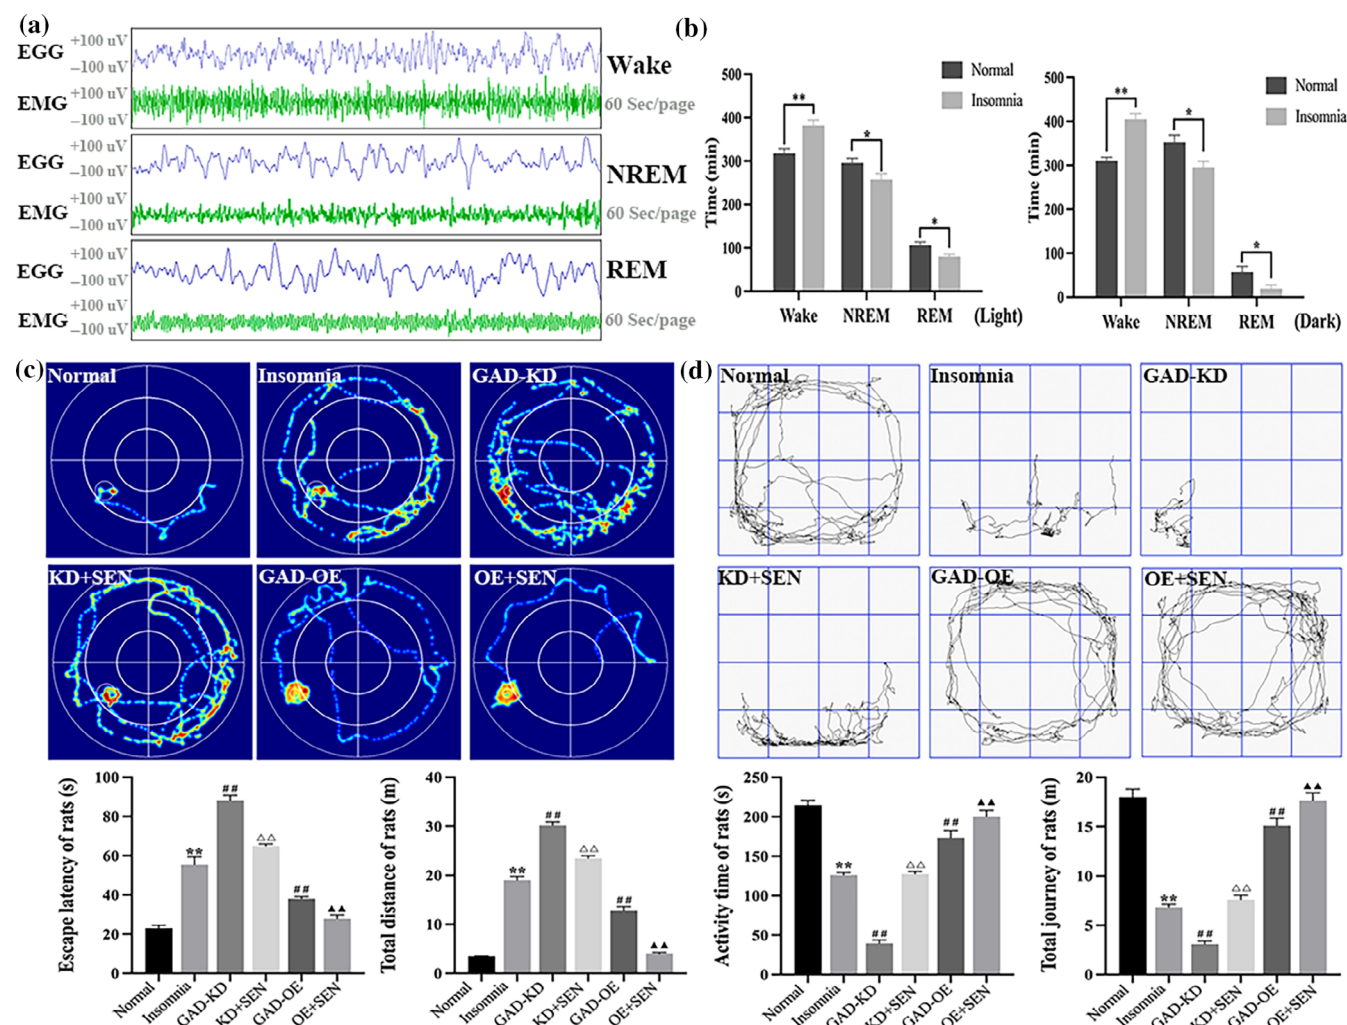 (a)
EGG +100 uV
−100 uV
Wake
EMG +100 uV
−100 uV
60 Sec/page
EGG +100 uV
−100 uV
NREM
EMG +100 uV
−100 uV
60 Sec/page
EGG +100 uV
−100 uV
REM
EMG +100 uV
−100 uV
60 Sec/page
(b)
Time (min)
500
400
300
200
100
0
Normal
Insomnia
**
*
*
Wake NREM REM (Light)
Time (min)
500
400
300
200
100
0
Normal
Insomnia
**
*
*
Wake NREM REM (Dark)
(c)
Normal Insomnia GAD-KD
KD+SEN GAD-OE OE+SEN
Escape latency of rats (s)
100
80
60
40
20
0
**
##
△△
##
▲▲
Normal Insomnia GAD-KD KD+SEN GAD-OE OE+SEN
Total distance of rats (m)
40
30
20
10
0
**
##
△△
##
▲▲
Normal Insomnia GAD-KD KD+SEN GAD-OE OE+SEN
(d)
Normal Insomnia GAD-KD
KD+SEN GAD-OE OE+SEN
Activity time of rats (s)
250
200
150
100
50
0
**
##
△△
##
▲▲
Normal Insomnia GAD-KD KD+SEN GAD-OE OE+SEN
Total journey of rats (m)
20
15
10
5
0
**
##
△△
##
▲▲
Normal Insomnia GAD-KD KD+SEN GAD-OE OE+SEN